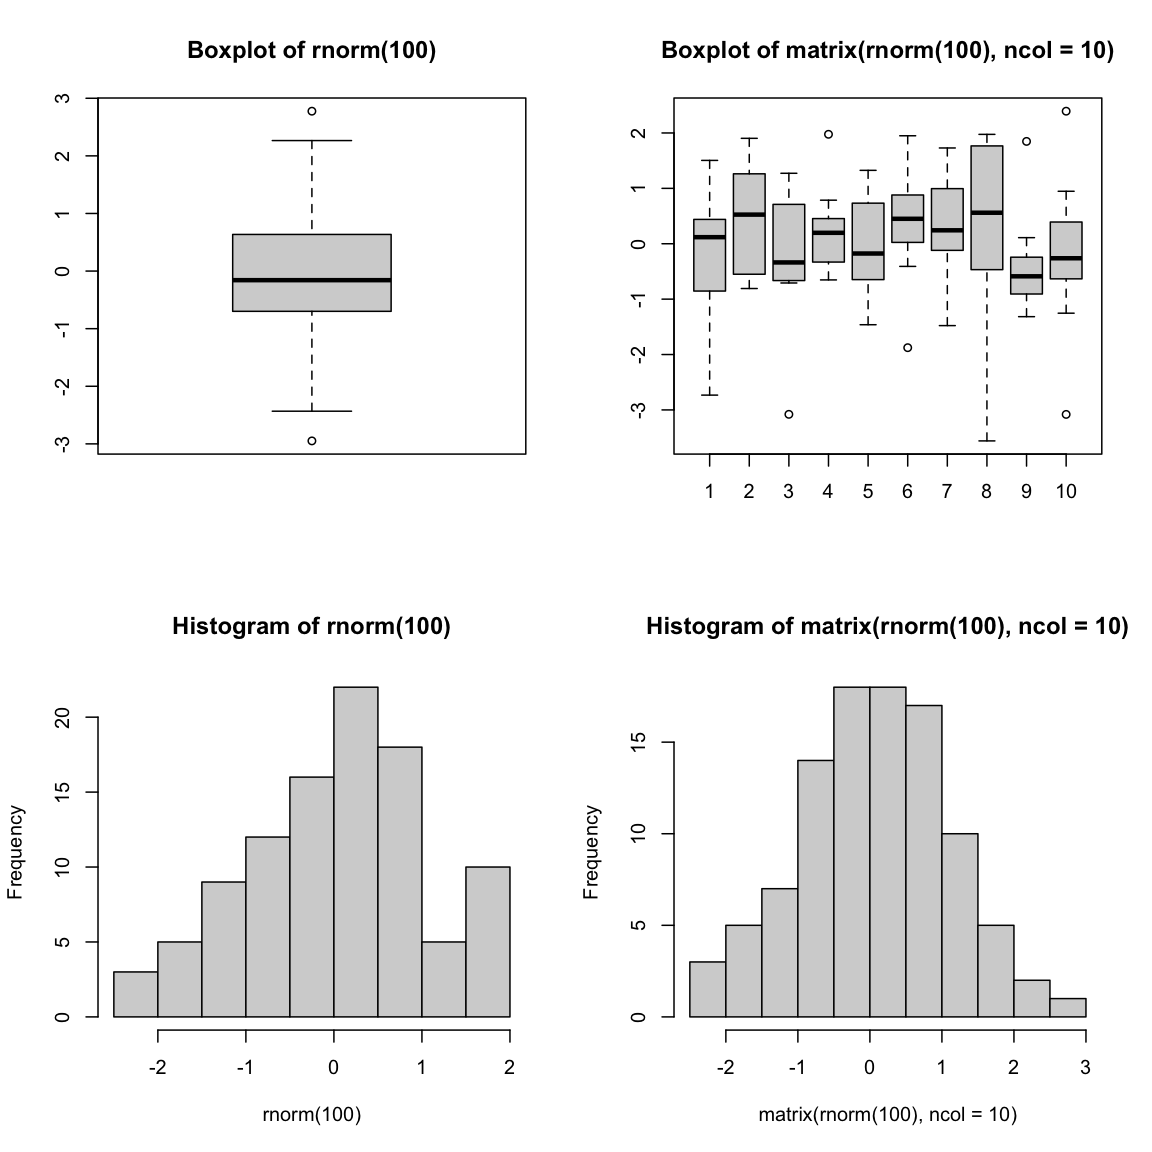 Boxplot of rnorm(100)
3
2
1
0
-1
-2
-3
Boxplot of matrix(rnorm(100), ncol = 10)
2
1
0
-1
-2
-3
1 2 3 4 5 6 7 8 9 10
Histogram of rnorm(100)
Frequency
20
15
10
5
0
-2 -1 0 1 2
rnorm(100)
Histogram of matrix(rnorm(100), ncol = 10)
Frequency
15
10
5
0
-2 -1 0 1 2 3
matrix(rnorm(100), ncol = 10)